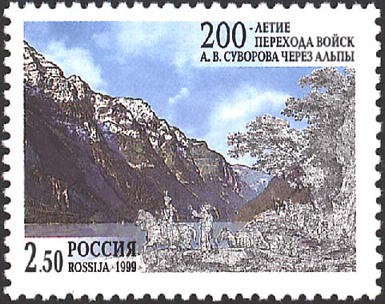 200-ЛЕТИЕ
ПЕРЕХОДА ВОЙСК
А. В. СУВОРОВА ЧЕРЕЗ АЛЬПЫ
2.50 РОССИЯ
ROSSIJA · 1999